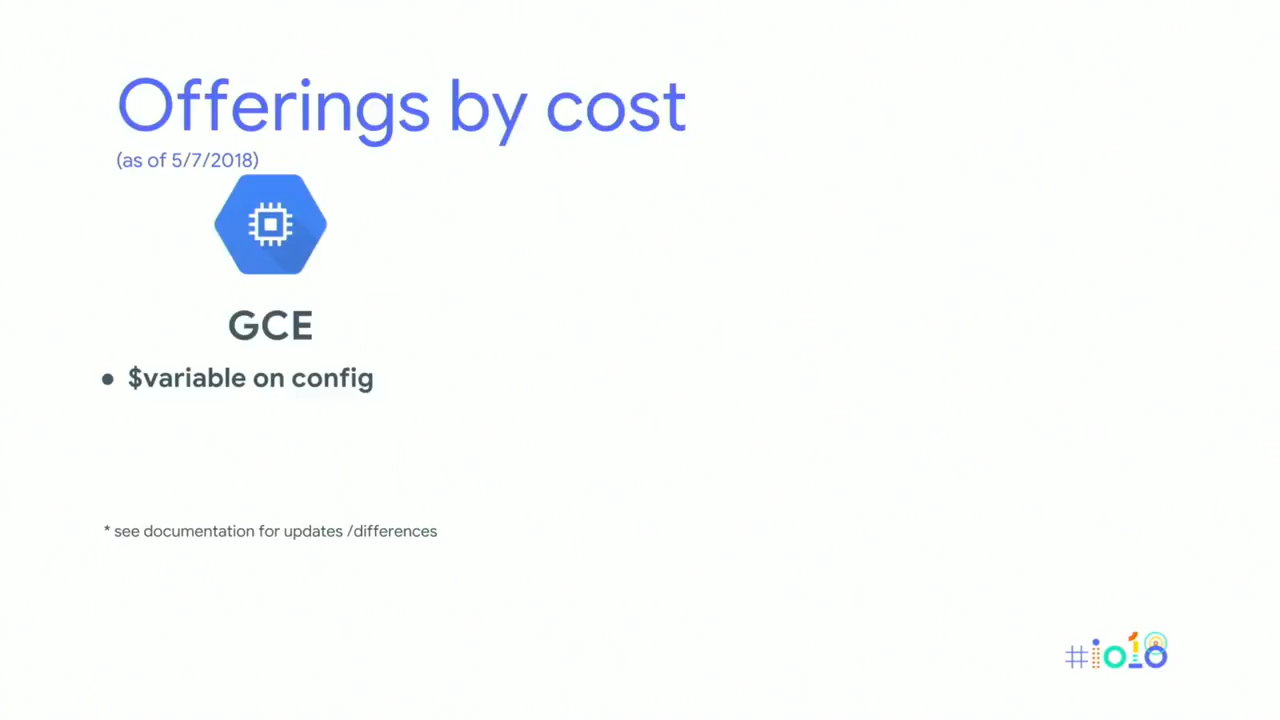 Offerings by cost
(as of 5/7/2018)
GCE
● $variable on config
* see documentation for updates /differences
#io18